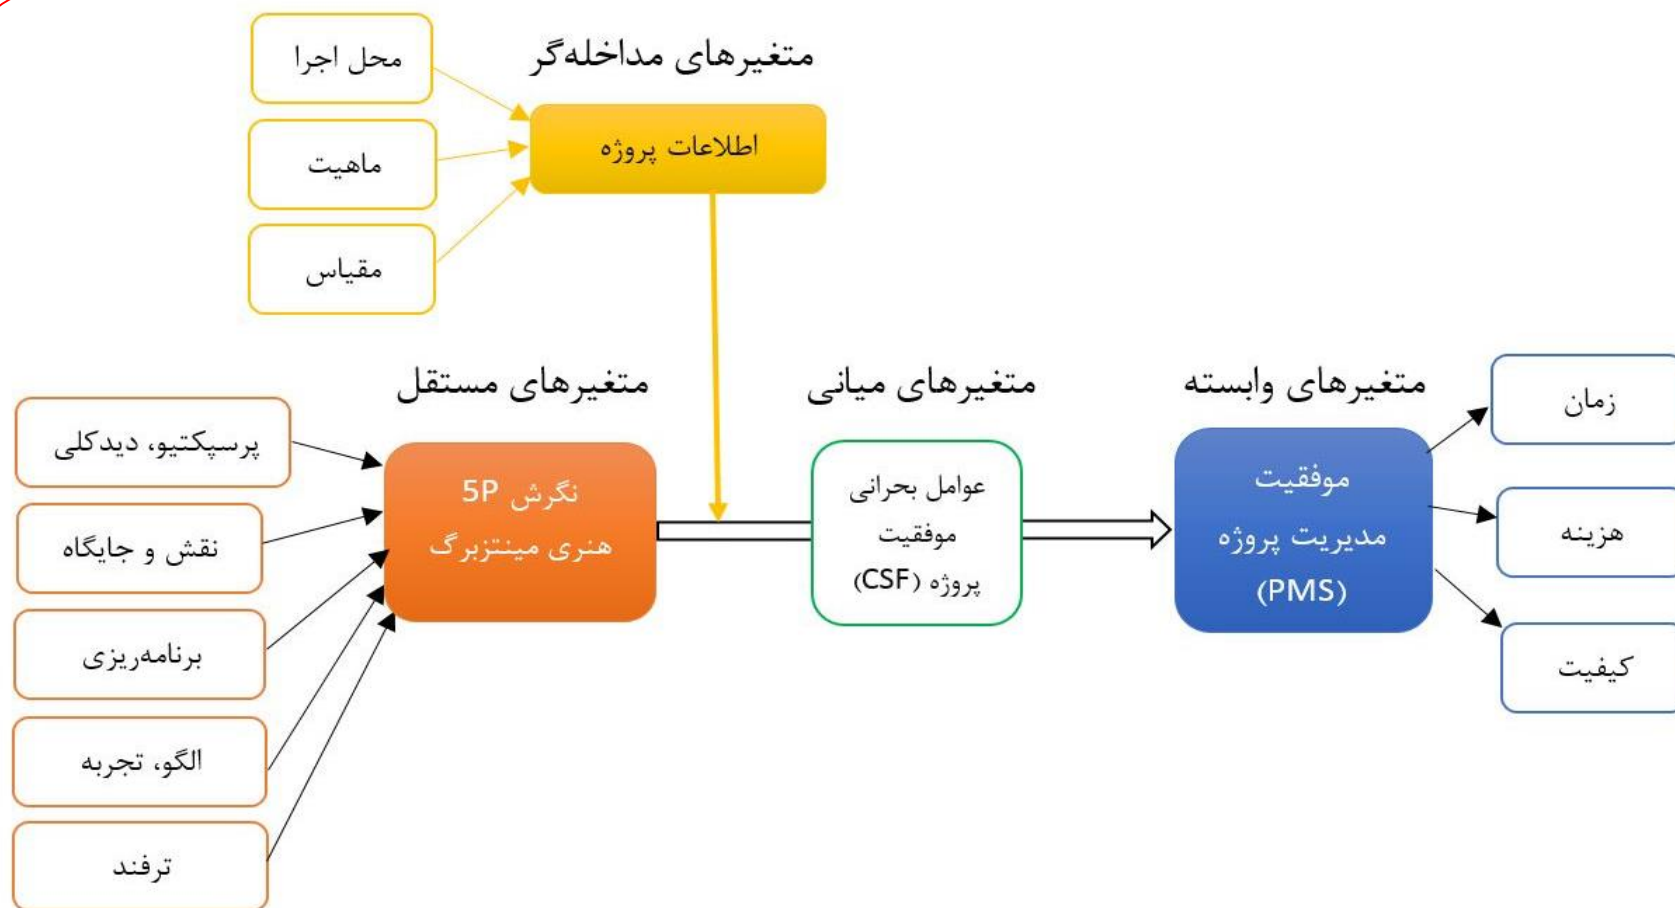 متغیرهای مداخله‌گر
محل اجرا
ماهیت
مقیاس
اطلاعات پروژه
متغیرهای مستقل
پرسپکتیو، دیدکلی
نقش و جایگاه
برنامه‌ریزی
الگو، تجربه
ترفند
نگرش 5P
هنری مینتزبرگ
متغیرهای میانی
عوامل بحرانی
موفقیت
پروژه (CSF)
متغیرهای وابسته
موفقیت
مدیریت پروژه
(PMS)
زمان
هزینه
کیفیت